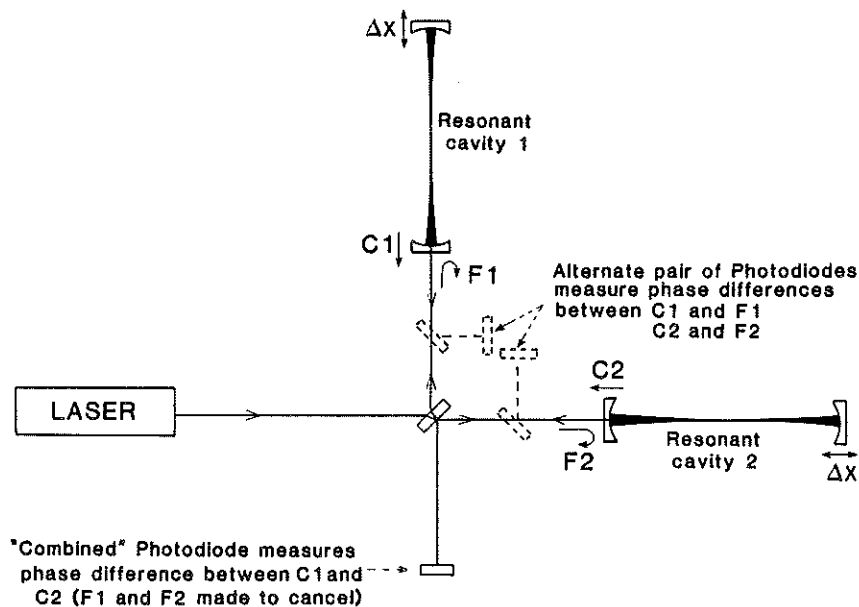 ΔX
Resonant
cavity 1
C1
F1
Alternate pair of Photodiodes
measure phase differences
between C1 and F1
C2 and F2
C2
LASER
F2
Resonant
cavity 2
ΔX
"Combined" Photodiode measures
phase difference between C1 and
C2 (F1 and F2 made to cancel)